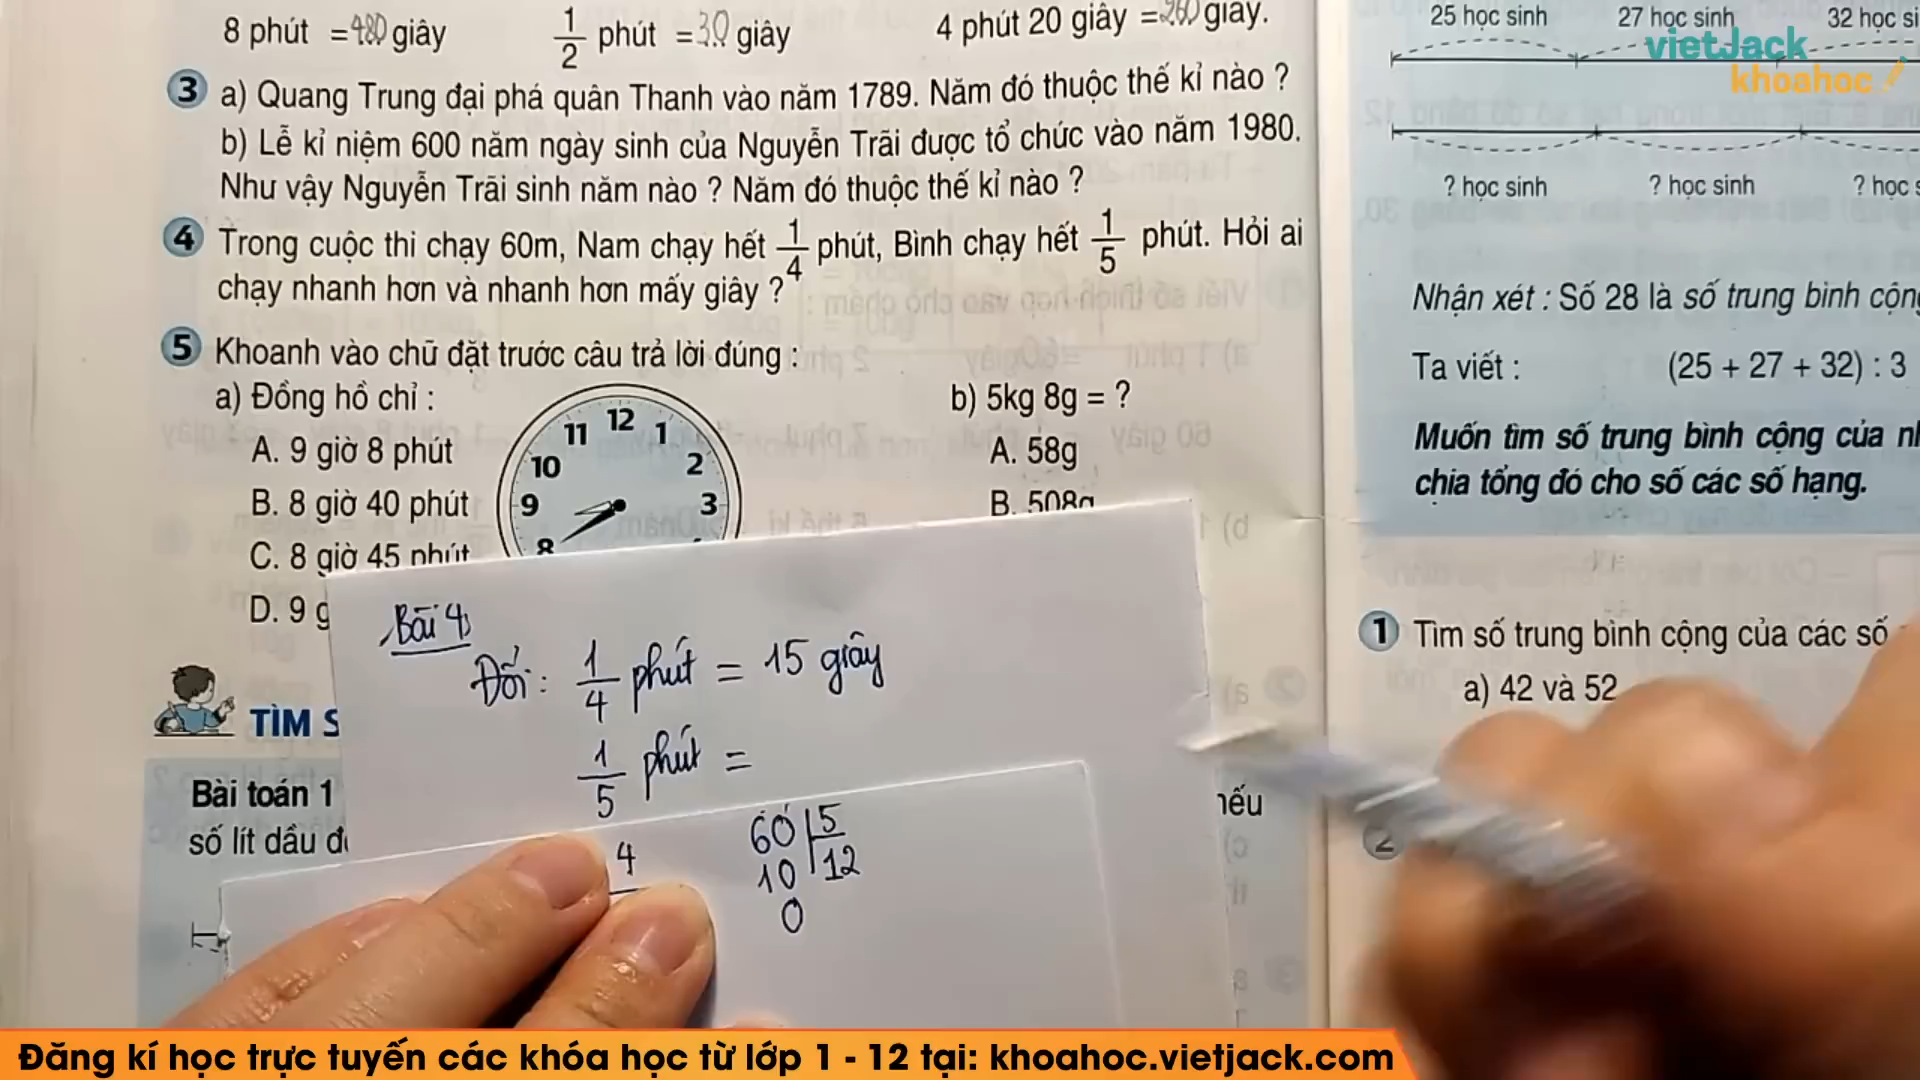 8 phút = 480 giây
1/2 phút = 30 giây
4 phút 20 giây = 260 giây.
3 a) Quang Trung đại phá quân Thanh vào năm 1789. Năm đó thuộc thế kỉ nào ?
b) Lễ kỉ niệm 600 năm ngày sinh của Nguyễn Trãi được tổ chức vào năm 1980.
Như vậy Nguyễn Trãi sinh năm nào ? Năm đó thuộc thế kỉ nào ?
4 Trong cuộc thi chạy 60m, Nam chạy hết 1/4 phút, Bình chạy hết 1/5 phút. Hỏi ai
chạy nhanh hơn và nhanh hơn mấy giây ?
5 Khoanh vào chữ đặt trước câu trả lời đúng :
a) Đồng hồ chỉ :
A. 9 giờ 8 phút
B. 8 giờ 40 phút
C. 8 giờ 45 phút
D. 9 g
12
11 1
10 2
9 3
8
b) 5kg 8g = ?
A. 58g
B. 508g
TÌM S
Bài toán 1
số lít dầu đ
nếu
Bài 4
Đổi: 1/4 phút = 15 giây
1/5 phút =
4
60 5
10 12
0
25 học sinh 27 học sinh 32 học si
vietJack
khoahoc
? học sinh ? học sinh ? học s
Nhận xét : Số 28 là số trung bình cộng
Ta viết : (25 + 27 + 32) : 3
Muốn tìm số trung bình cộng của nh
chia tổng đó cho số các số hạng.
1 Tìm số trung bình cộng của các số
a) 42 và 52
2
Đăng kí học trực tuyến các khóa học từ lớp 1 - 12 tại: khoahoc.vietjack.com